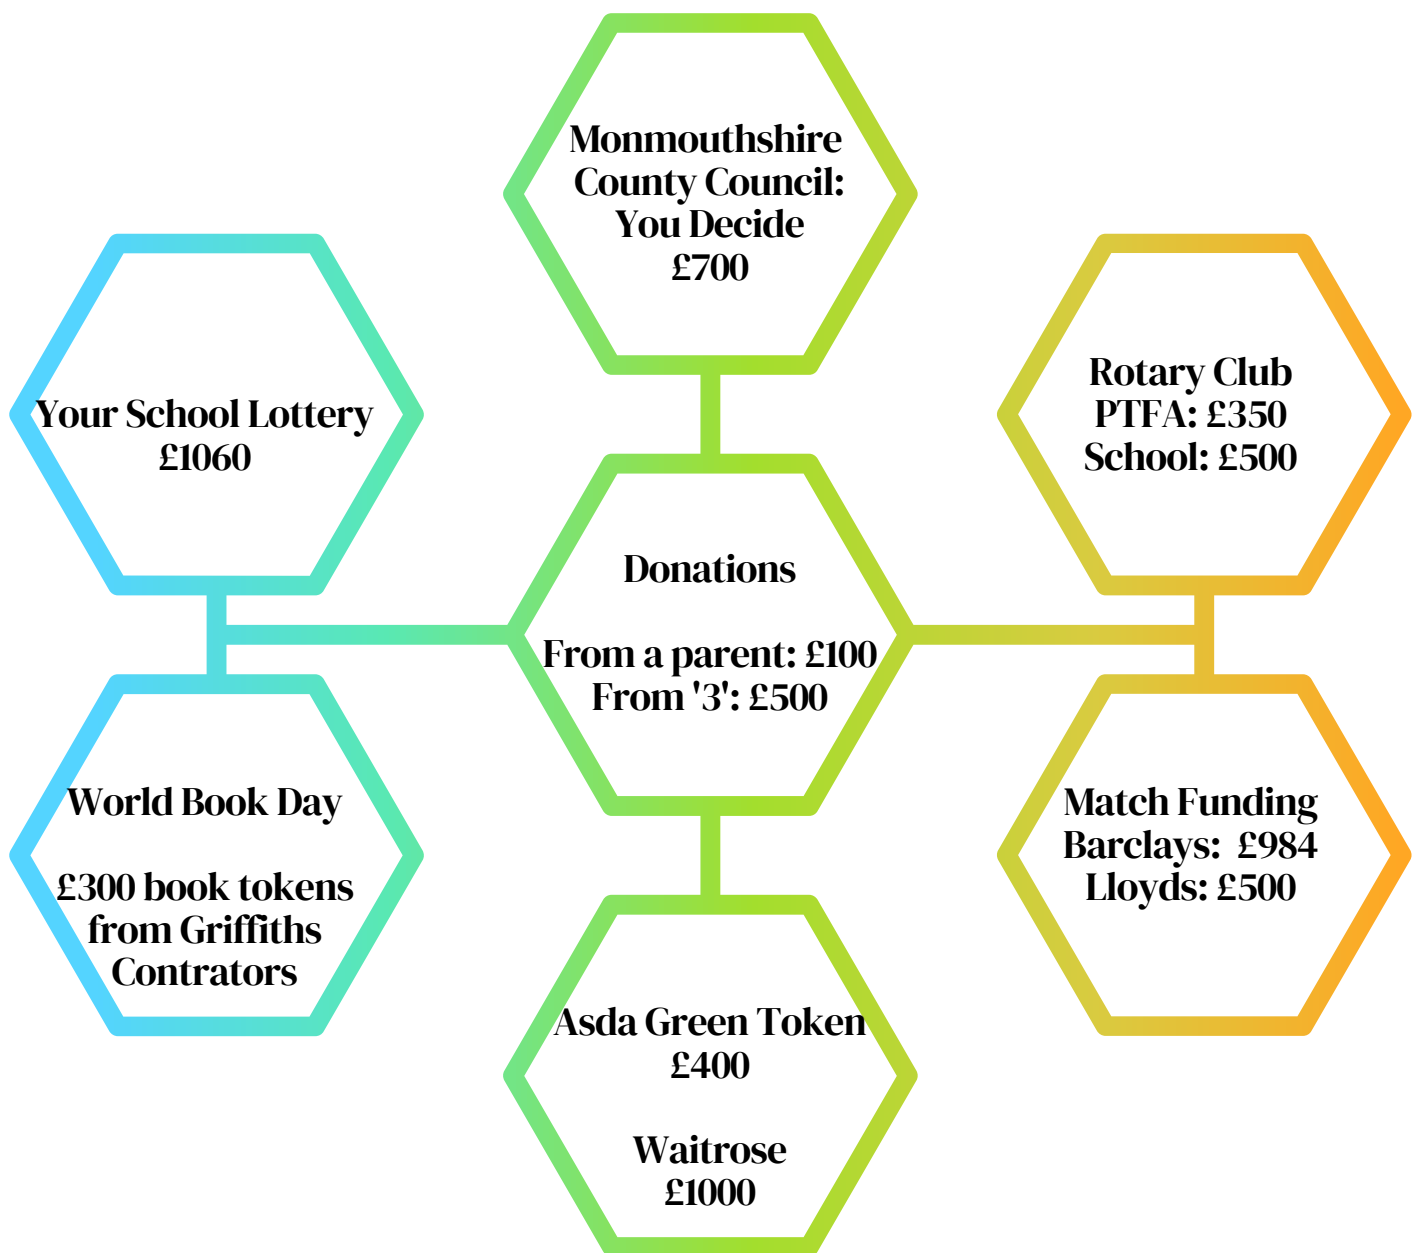 Monmouthshire
County Council:
You Decide
£700
Your School Lottery
£1060
Rotary Club
PTFA: £350
School: £500
Donations
From a parent: £100
From '3': £500
World Book Day
£300 book tokens
from Griffiths
Contrators
Match Funding
Barclays: £984
Lloyds: £500
Asda Green Token
£400
Waitrose
£1000